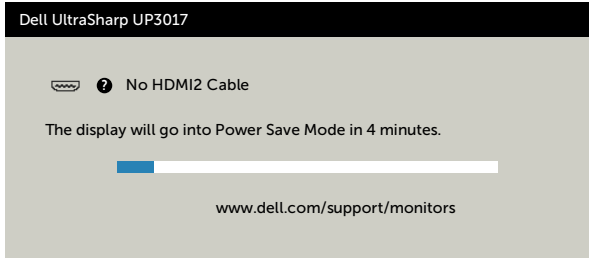 Dell UltraSharp UP3017
? No HDMI2 Cable
The display will go into Power Save Mode in 4 minutes.
www.dell.com/support/monitors